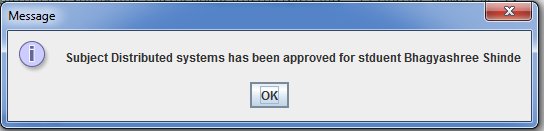 Message
Subject Distributed systems has been approved for stduent Bhagyashree Shinde
OK